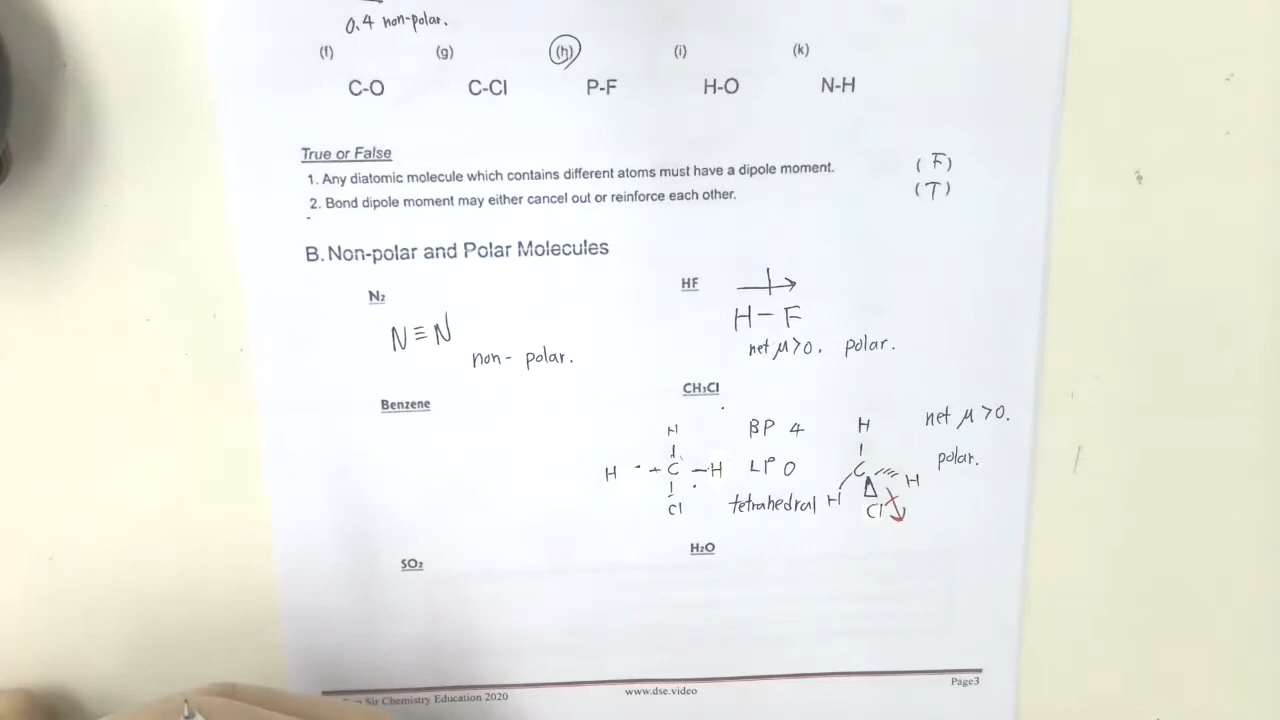 0.4 non-polar.
(f) (g) (h) (i) (k)
C-O C-Cl P-F H-O N-H
True or False
1. Any diatomic molecule which contains different atoms must have a dipole moment. (F)
2. Bond dipole moment may either cancel out or reinforce each other. (T)
B. Non-polar and Polar Molecules
N₂
N≡N
non-polar.
HF
H–F
net μ>0. polar.
Benzene
CH₃Cl
H
H C H
Cl
BP 4
LP 0
tetrahedral
H
C
H H
Cl
net μ>0.
polar.
SO₂
H₂O
Sir Chemistry Education 2020
www.dse.video
Page3